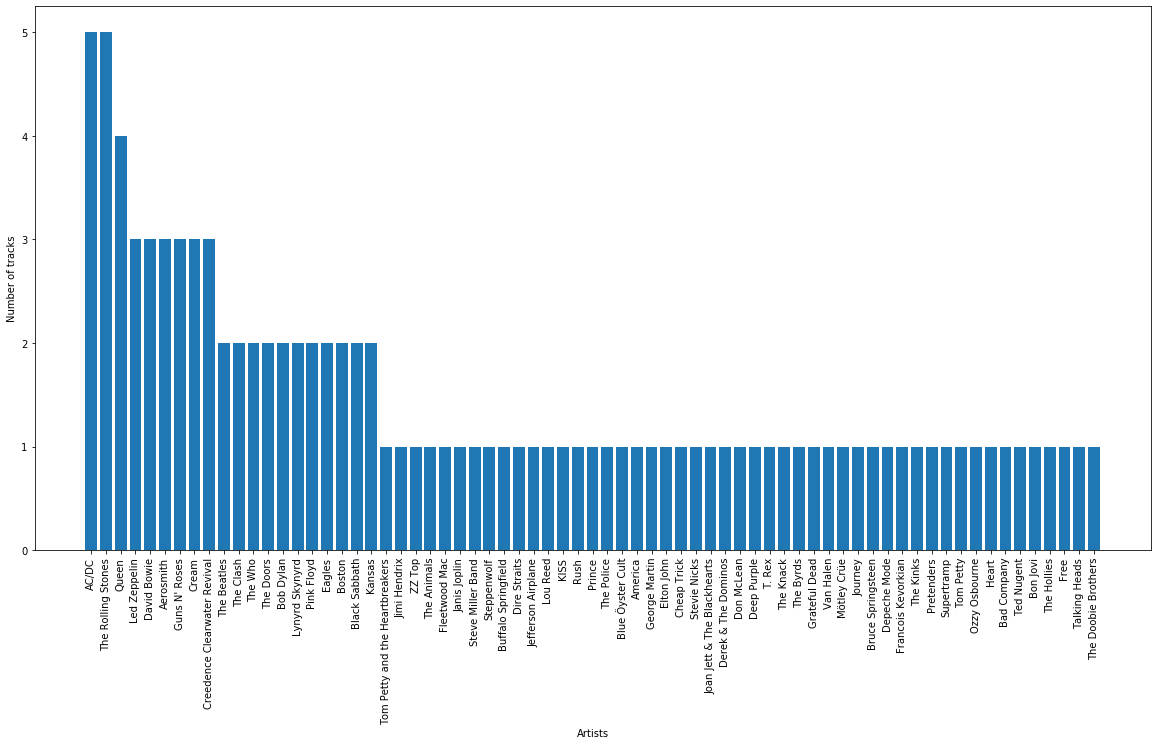 5
4
3
2
1
0
Number of tracks
AC/DC
The Rolling Stones
Queen
Led Zeppelin
David Bowie
Aerosmith
Guns N' Roses
Cream
Creedence Clearwater Revival
The Beatles
The Clash
The Who
The Doors
Bob Dylan
Lynyrd Skynyrd
Pink Floyd
Eagles
Boston
Black Sabbath
Kansas
Tom Petty and the Heartbreakers
Jimi Hendrix
ZZ Top
The Animals
Fleetwood Mac
Janis Joplin
Steve Miller Band
Steppenwolf
Buffalo Springfield
Dire Straits
Jefferson Airplane
Lou Reed
KISS
Rush
Prince
The Police
Blue Öyster Cult
America
George Martin
Elton John
Cheap Trick
Stevie Nicks
Joan Jett & The Blackhearts
Derek & The Dominos
Don McLean
Deep Purple
T. Rex
The Knack
The Byrds
Grateful Dead
Van Halen
Mötley Crüe
Journey
Bruce Springsteen
Depeche Mode
Francois Kevorkian
The Kinks
Pretenders
Supertramp
Tom Petty
Ozzy Osbourne
Heart
Bad Company
Ted Nugent
Bon Jovi
The Hollies
Free
Talking Heads
The Doobie Brothers
Artists